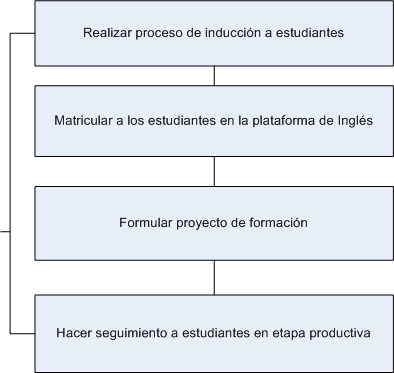 Realizar proceso de inducción a estudiantes
Matricular a los estudiantes en la plataforma de Inglés
Formular proyecto de formación
Hacer seguimiento a estudiantes en etapa productiva